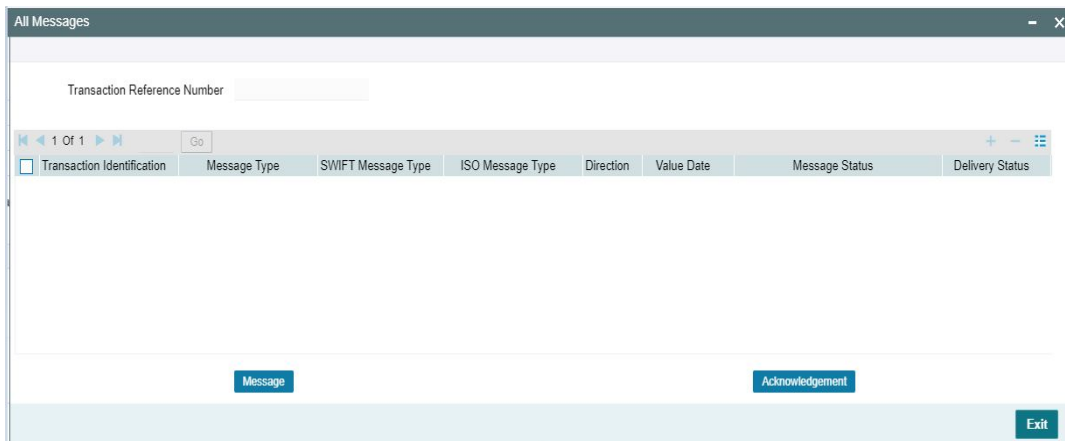 All Messages
Transaction Reference Number
1 Of 1 Go
Transaction Identification Message Type SWIFT Message Type ISO Message Type Direction Value Date Message Status Delivery Status
Message Acknowledgement
Exit